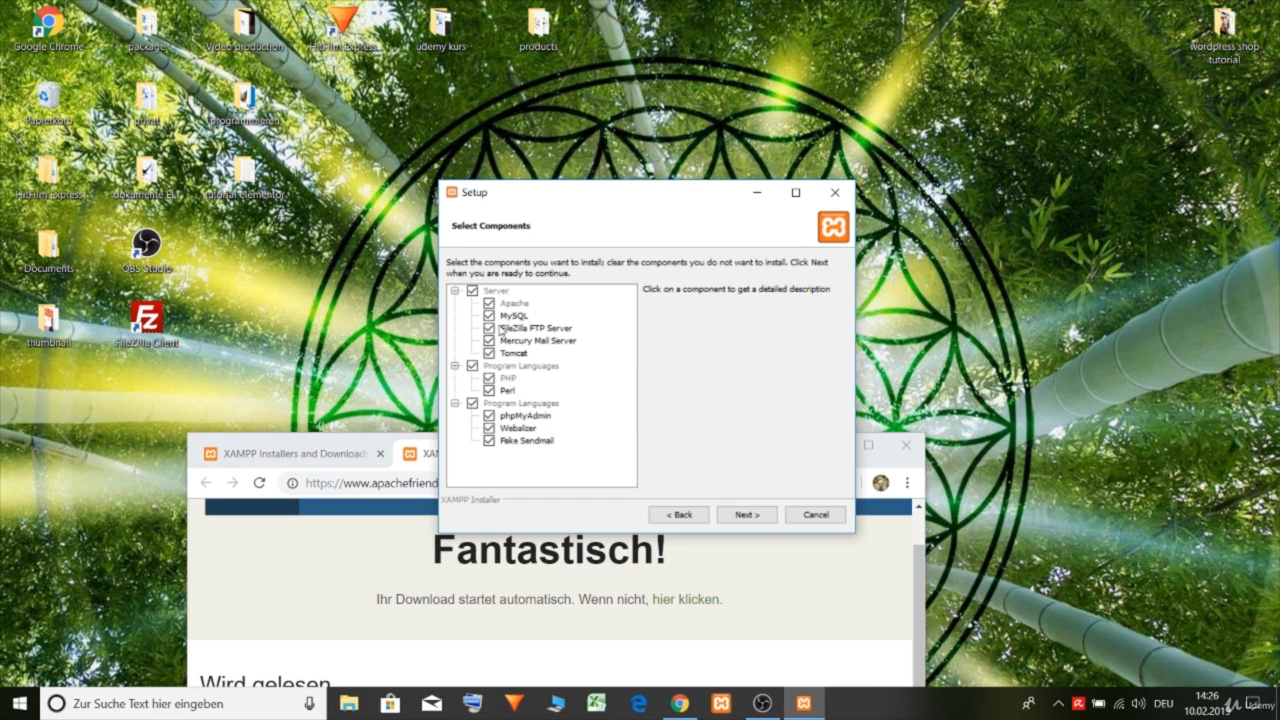 Google Chrome
package
Video production
HitFilm Express...
udemy kurs
products
wordpress shop
tutorial
Papierkorb
privat
programmieren
HitFilm Express
dokumente ELT
tutorial elementor
Documents
OBS Studio
thumbnail
FileZilla Client
Setup
Select Components
Select the components you want to install; clear the components you do not want to install. Click Next
when you are ready to continue.
Click on a component to get a detailed description
Server
Apache
MySQL
FileZilla FTP Server
Mercury Mail Server
Tomcat
Program Languages
PHP
Perl
Program Languages
phpMyAdmin
Webalizer
Fake Sendmail
XAMPP Installer
< Back
Next >
Cancel
XAMPP Installers and Downloads
XAM
https://www.apachefriend
Fantastisch!
Ihr Download startet automatisch. Wenn nicht, hier klicken.
Wird gelesen
Zur Suche Text hier eingeben
DEU
14:26
10.02.2019
Udemy